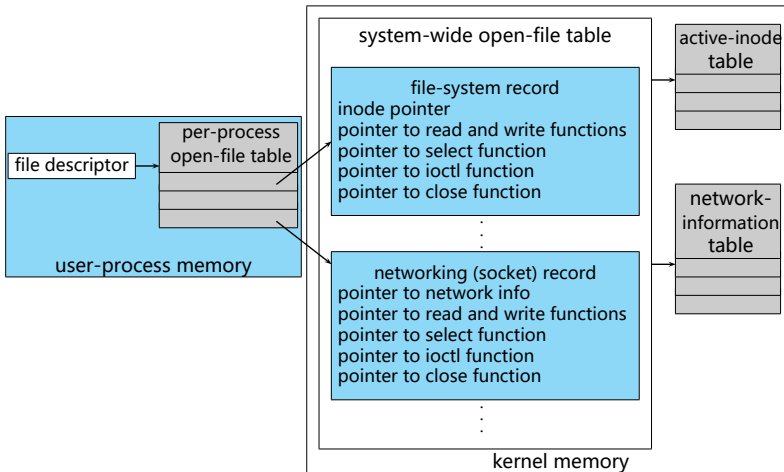 file descriptor
per-process
open-file table
user-process memory
system-wide open-file table
file-system record
inode pointer
pointer to read and write functions
pointer to select function
pointer to ioctl function
pointer to close function
networking (socket) record
pointer to network info
pointer to read and write functions
pointer to select function
pointer to ioctl function
pointer to close function
active-inode
table
network-
information
table
kernel memory